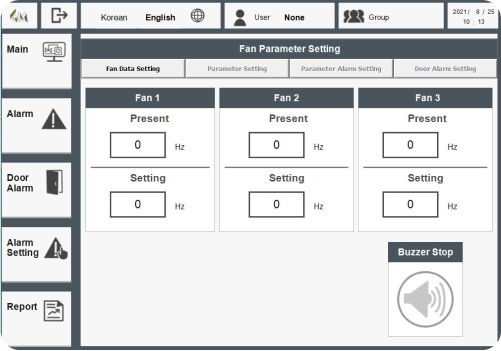 Korean English User None Group 2021/ 8 / 25
10 : 13
Main
Alarm
Door
Alarm
Alarm
Setting
Report
Fan Parameter Setting
Fan Data Setting Parameter Setting Parameter Alarm Setting Door Alarm Setting
Fan 1 Fan 2 Fan 3
Present Present Present
0 Hz 0 Hz 0 Hz
Setting Setting Setting
0 Hz 0 Hz 0 Hz
Buzzer Stop